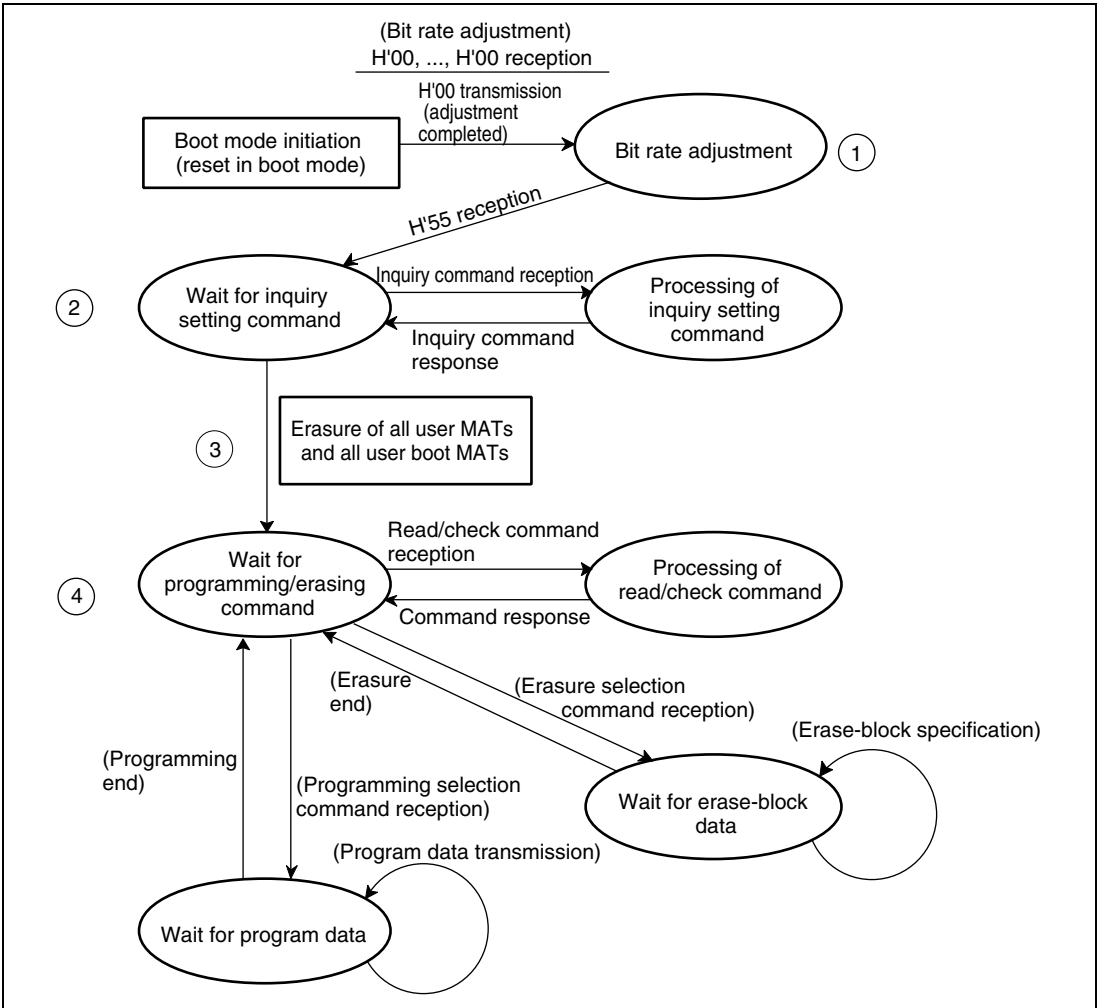 (Bit rate adjustment)
H'00, ..., H'00 reception
H'00 transmission
(adjustment
completed)
Boot mode initiation
(reset in boot mode)
Bit rate adjustment
1
H'55 reception
2
Wait for inquiry
setting command
Inquiry command reception
Inquiry command
response
Processing of
inquiry setting
command
3
Erasure of all user MATs
and all user boot MATs
4
Wait for
programming/erasing
command
Read/check command
reception
Command response
Processing of
read/check command
(Erasure
end)
(Erasure selection
command reception)
(Erase-block specification)
Wait for erase-block
data
(Programming
end)
(Programming selection
command reception)
(Program data transmission)
Wait for program data